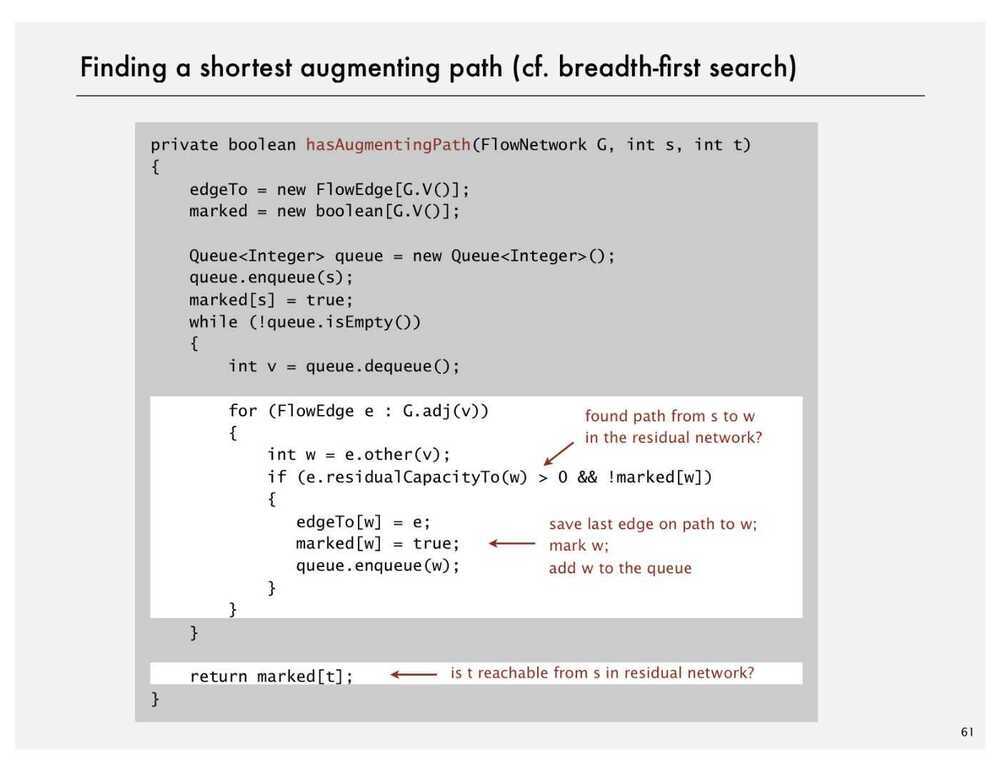 Finding a shortest augmenting path (cf. breadth-first search)
private boolean hasAugmentingPath(FlowNetwork G, int s, int t)
{
    edgeTo = new FlowEdge[G.V()];
    marked = new boolean[G.V()];

    Queue<Integer> queue = new Queue<Integer>();
    queue.enqueue(s);
    marked[s] = true;
    while (!queue.isEmpty())
    {
        int v = queue.dequeue();

        for (FlowEdge e : G.adj(v))
found path from s to w
        {
in the residual network?
            int w = e.other(v);
            if (e.residualCapacityTo(w) > 0 && !marked[w])
            {
               edgeTo[w] = e;
save last edge on path to w;
               marked[w] = true;
mark w;
               queue.enqueue(w);
add w to the queue
            }
        }
    }

    return marked[t];
is t reachable from s in residual network?
}
61